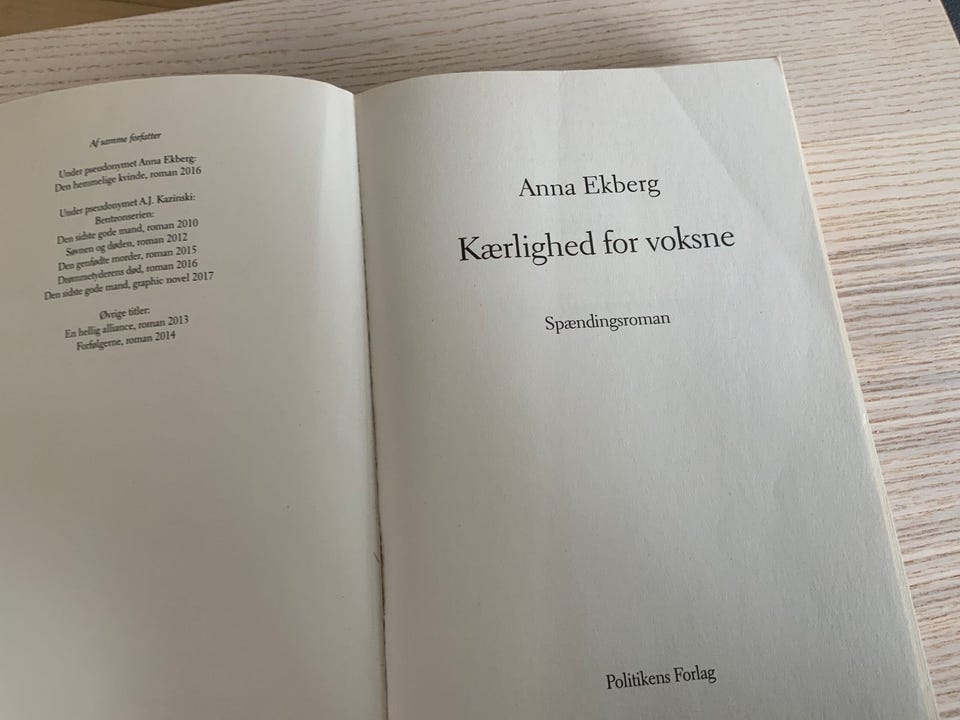 Af samme forfatter
Under pseudonymet Anna Ekberg:
Den hemmelige kvinde, roman 2016
Under pseudonymet A.J. Kazinski:
Bentzonserien:
Den sidste gode mand, roman 2010
Søvnen og døden, roman 2012
Den genfødte morder, roman 2015
Drømmetyderens død, roman 2016
Den sidste gode mand, graphic novel 2017
Øvrige titler:
En hellig alliance, roman 2013
Forfølgerne, roman 2014
Anna Ekberg
Kærlighed for voksne
Spændingsroman
Politikens Forlag